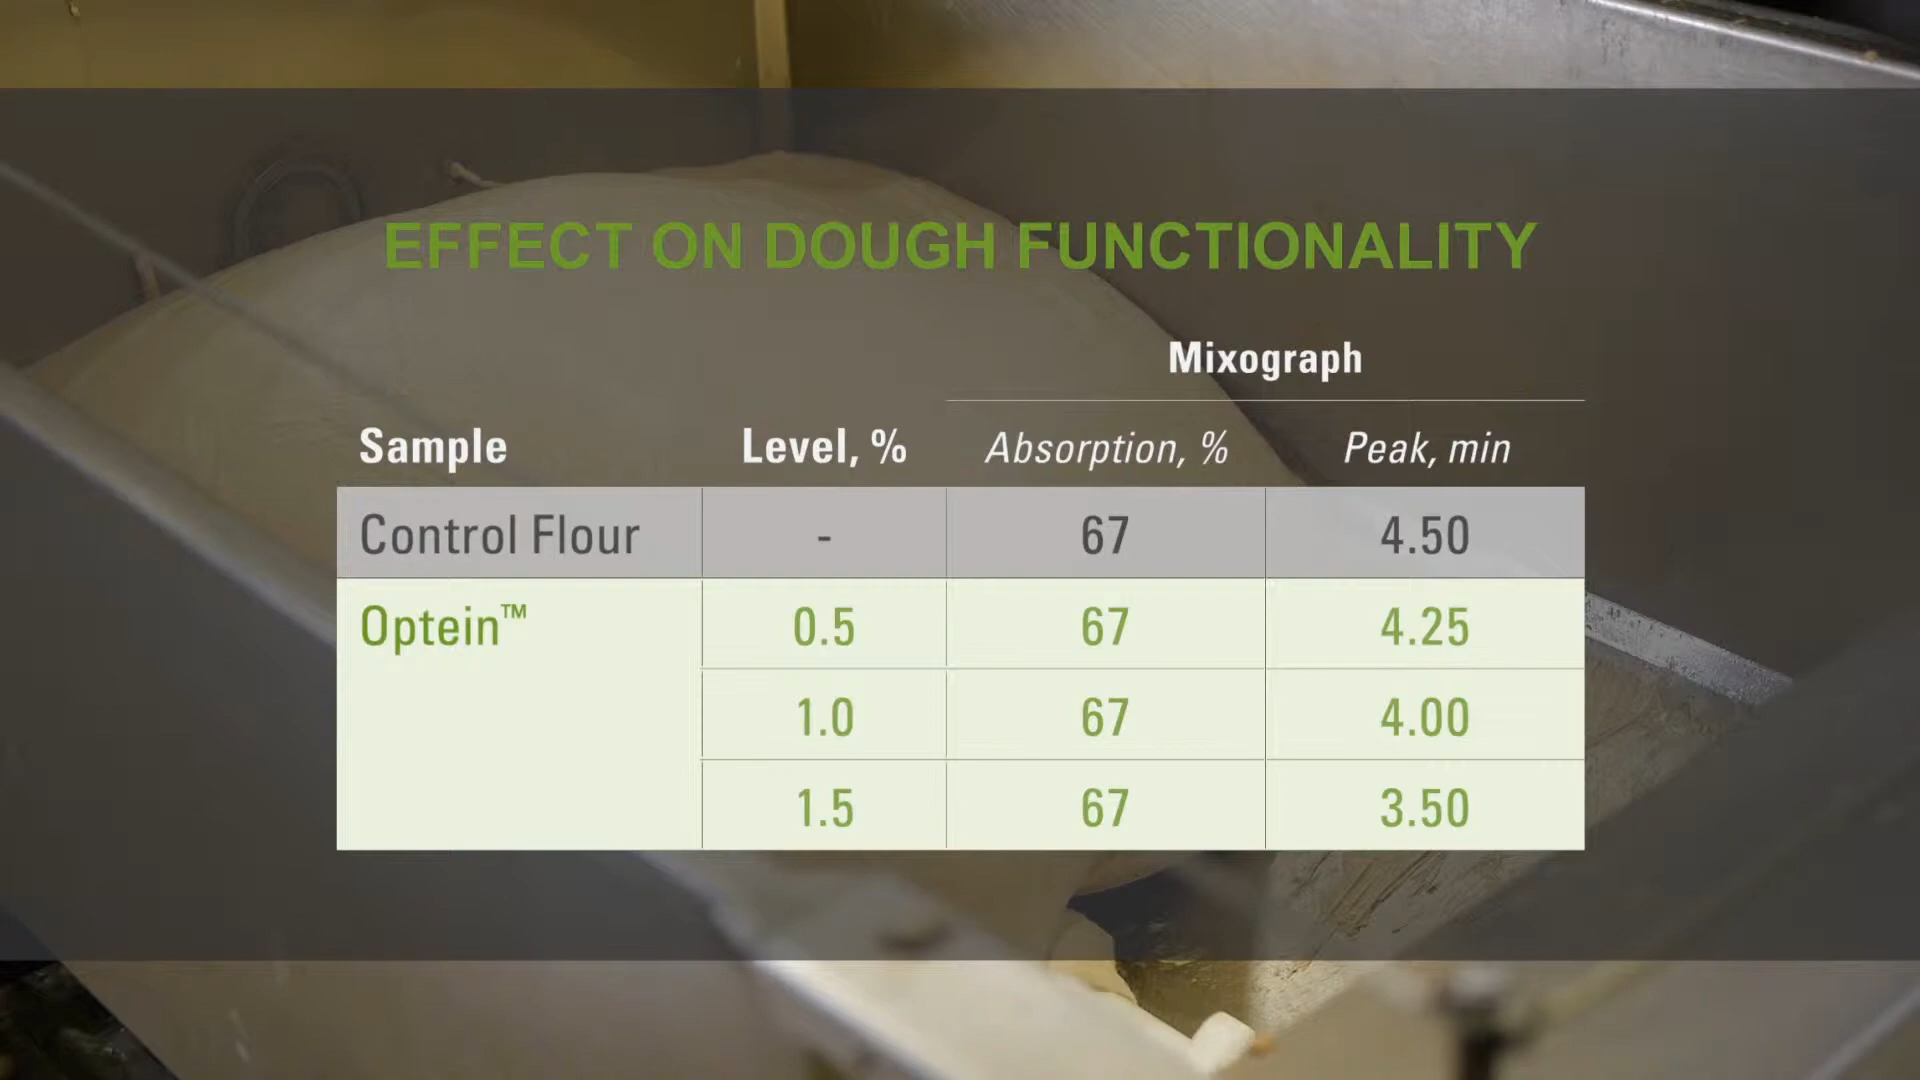 EFFECT ON DOUGH FUNCTIONALITY
Mixograph
Sample Level, % Absorption, % Peak, min
Control Flour - 67 4.50
Optein™ 0.5 67 4.25
1.0 67 4.00
1.5 67 3.50